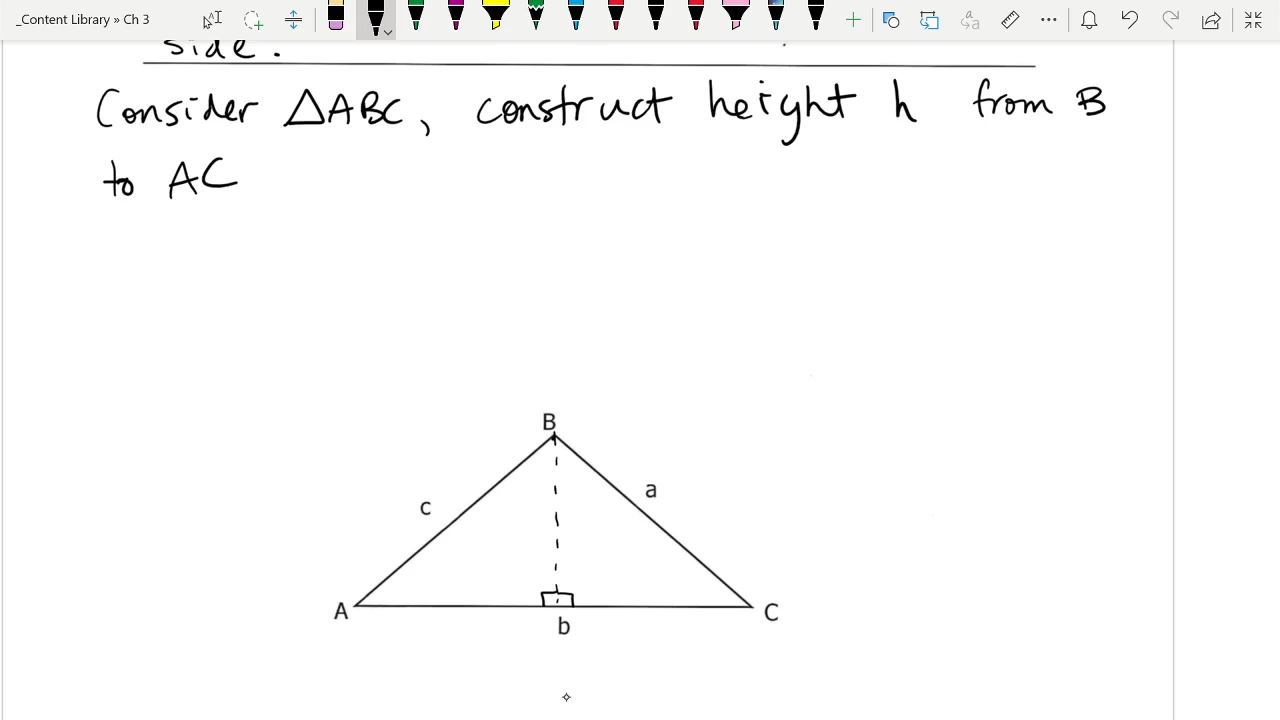 _Content Library » Ch 3
side.
Consider △ABC, construct height h from B
to AC
B
c
a
A
b
C